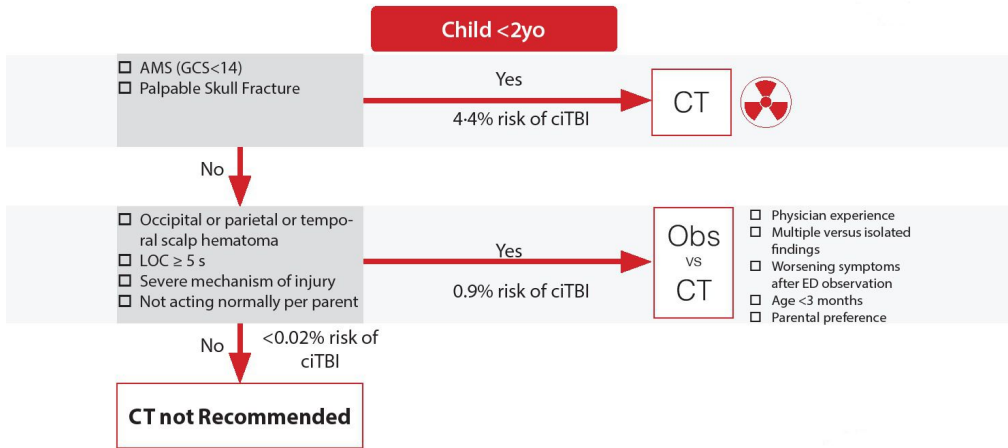 Child <2yo
AMS (GCS<14)
Palpable Skull Fracture
Yes
4·4% risk of ciTBI
CT
No
Occipital or parietal or tempo-
ral scalp hematoma
LOC ≥ 5 s
Severe mechanism of injury
Not acting normally per parent
Yes
0.9% risk of ciTBI
Obs
vs
CT
Physician experience
Multiple versus isolated
findings
Worsening symptoms
after ED observation
Age <3 months
Parental preference
No
<0.02% risk of
ciTBI
CT not Recommended